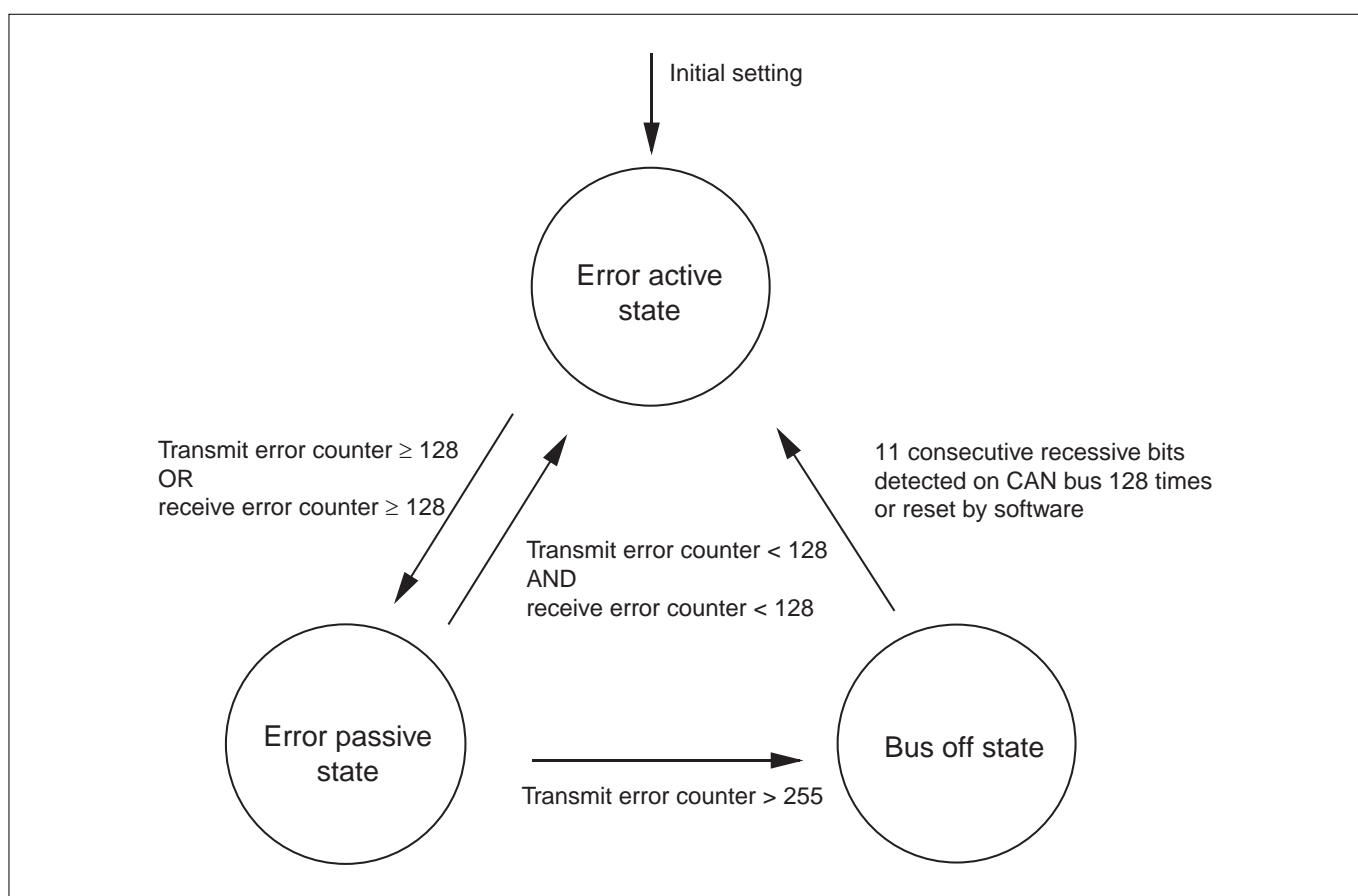 Initial setting
Error active
state
Transmit error counter ≥ 128
OR
receive error counter ≥ 128
11 consecutive recessive bits
detected on CAN bus 128 times
or reset by software
Transmit error counter < 128
AND
receive error counter < 128
Error passive
state
Bus off state
Transmit error counter > 255